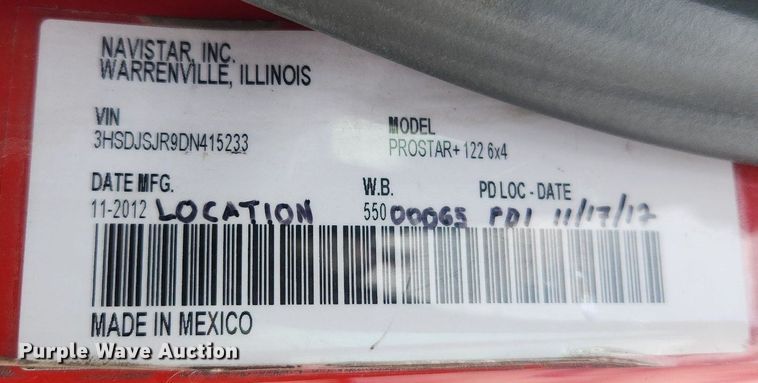 NAVISTAR, INC.
WARRENVILLE, ILLINOIS
VIN
3HSDJSJR9DN415233
MODEL
PROSTAR+ 122 6x4
DATE MFG.
W.B.
PD LOC - DATE
11-2012 LOCATION
550 00065 PDI 11/17/12
MADE IN MEXICO
Purple Wave Auction